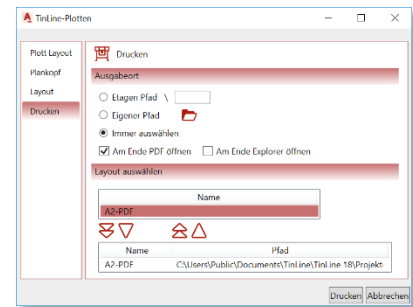 TinLine-Plotten
Plott Layout
Plankopf
Layout
Drucken
Drucken
Ausgabeort
Etagen Pfad \
Eigener Pfad
Immer auswählen
Am Ende PDF öffnen Am Ende Explorer öffnen
Layout auswählen
Name
A2-PDF
Name Pfad
A2-PDF C:\Users\Public\Documents\TinLine\TinLine 18\Projekt
Drucken Abbrechen